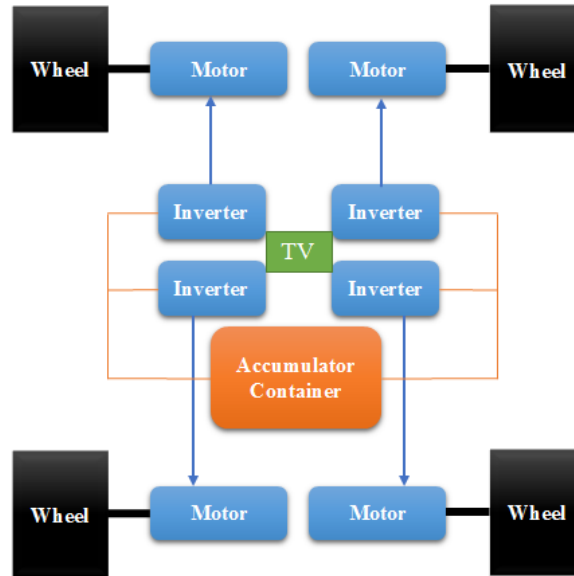 Wheel
Motor
Motor
Wheel
Inverter
Inverter
TV
Inverter
Inverter
Accumulator
Container
Wheel
Motor
Motor
Wheel